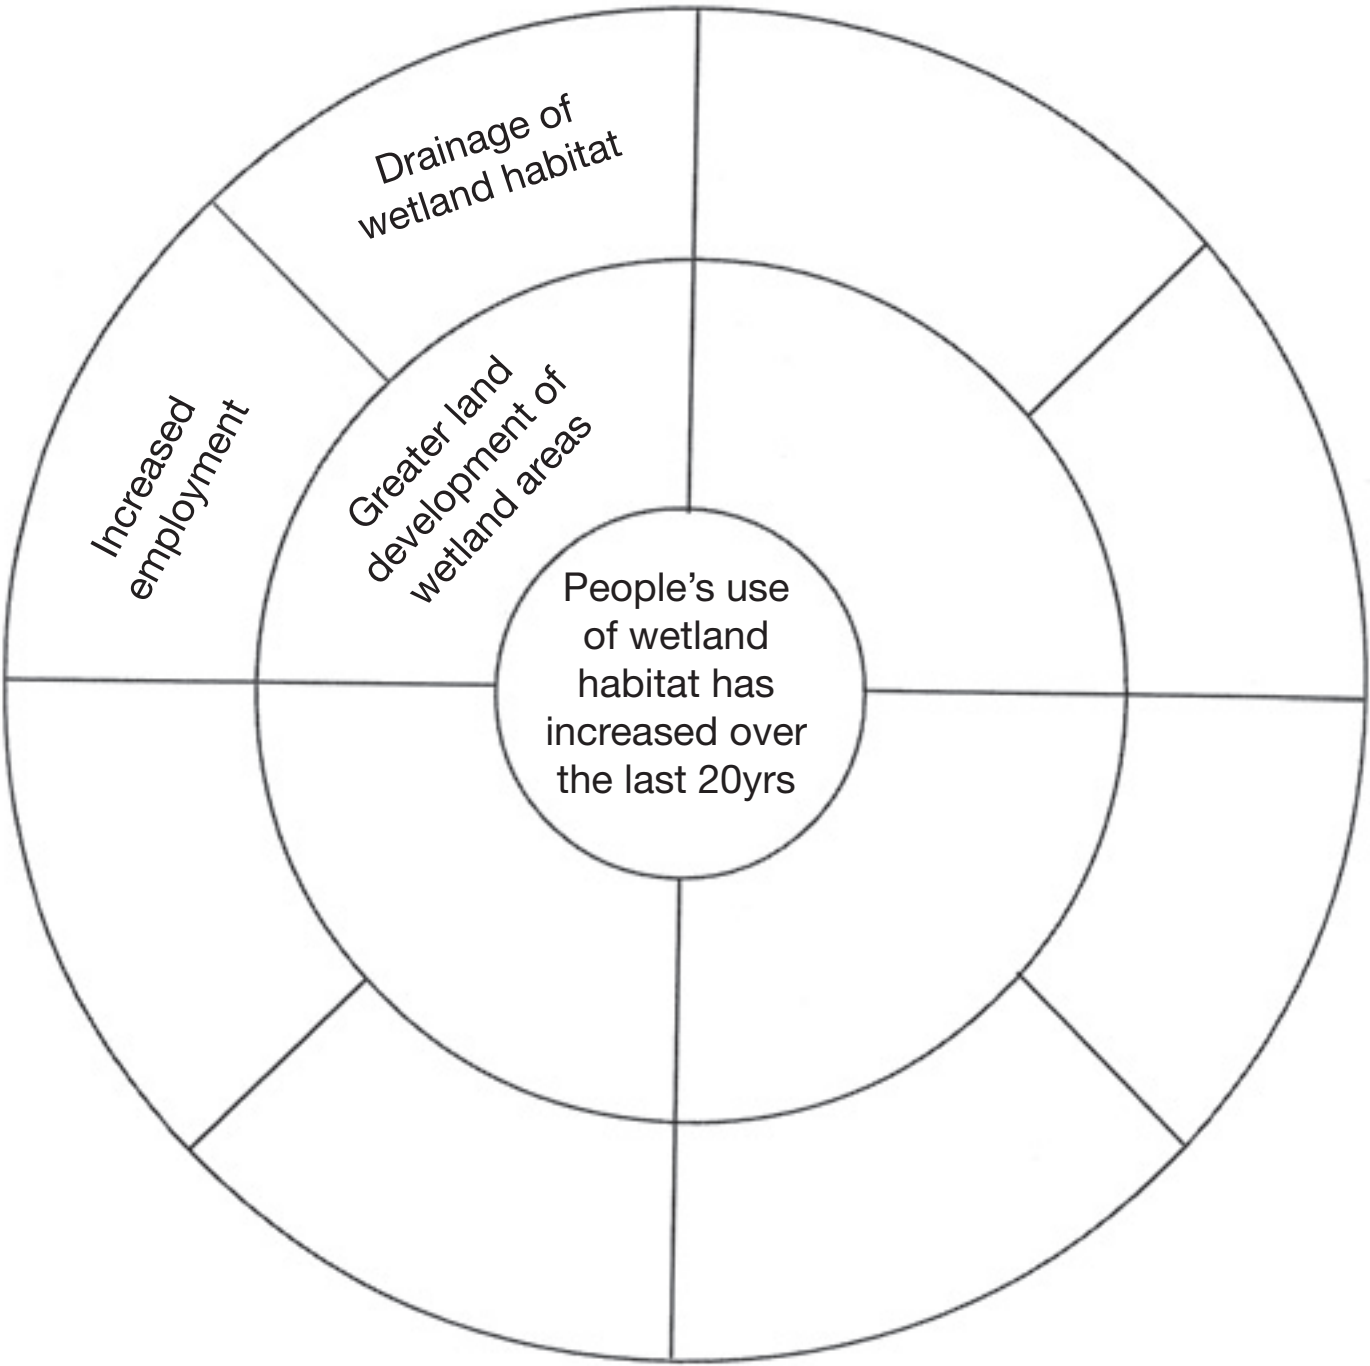 Drainage of
wetland habitat
Increased
employment
Greater land
development of
wetland areas
People’s use
of wetland
habitat has
increased over
the last 20yrs